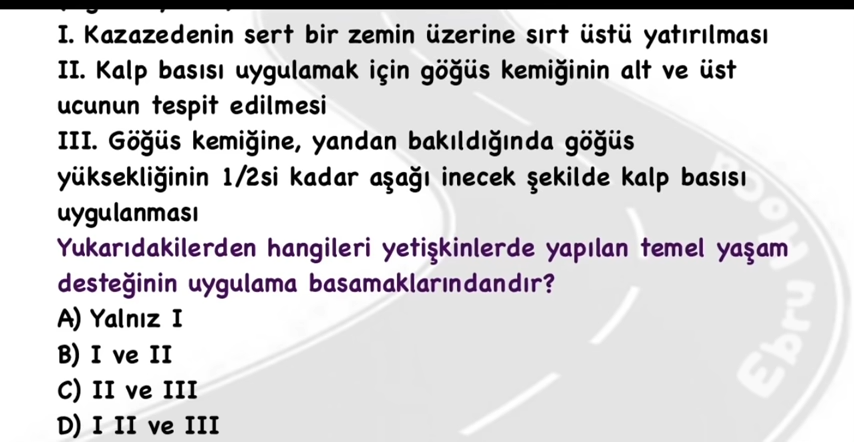 I. Kazazedenin sert bir zemin üzerine sırt üstü yatırılması
II. Kalp basısı uygulamak için göğüs kemiğinin alt ve üst
ucunun tespit edilmesi
III. Göğüs kemiğine, yandan bakıldığında göğüs
yüksekliğinin 1/2si kadar aşağı inecek şekilde kalp basısı
uygulanması
Yukarıdakilerden hangileri yetişkinlerde yapılan temel yaşam
desteğinin uygulama basamaklarındandır?
A) Yalnız I
B) I ve II
C) II ve III
D) I II ve III
Ebru Hoca